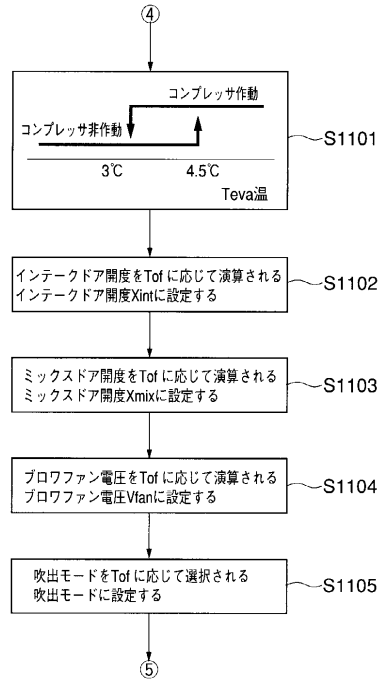 ④
コンプレッサ作動
コンプレッサ非作動
3℃ 4.5℃
Teva温
S1101
インテークドア開度をTof に応じて演算される
インテークドア開度Xintに設定する
S1102
ミックスドア開度をTof に応じて演算される
ミックスドア開度Xmixに設定する
S1103
ブロワファン電圧をTof に応じて演算される
ブロワファン電圧Vfanに設定する
S1104
吹出モードをTof に応じて選択される
吹出モードに設定する
S1105
⑤